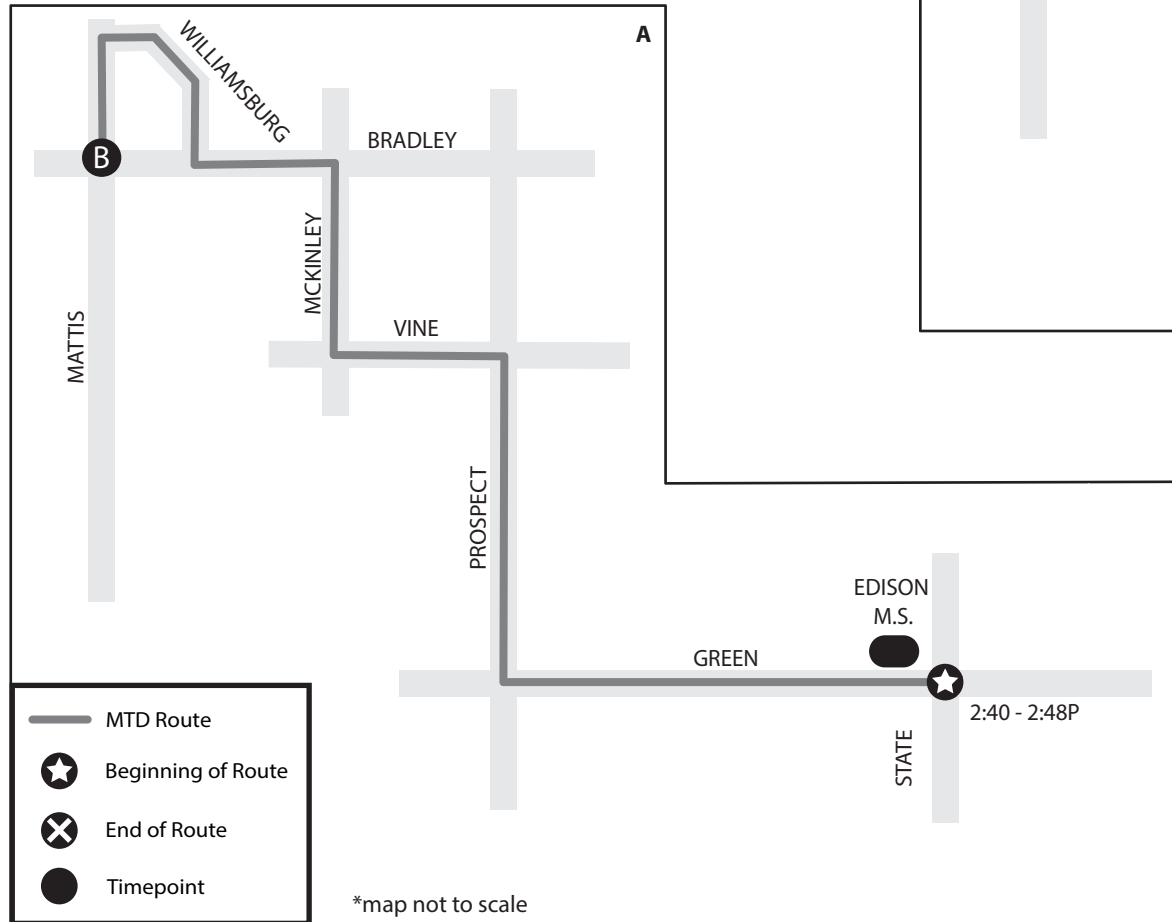 A
WILLIAMSBURG
BRADLEY
B
MCKINLEY
VINE
MATTIS
PROSPECT
EDISON
M.S.
GREEN
2:40 - 2:48P
STATE
MTD Route
Beginning of Route
End of Route
Timepoint
*map not to scale